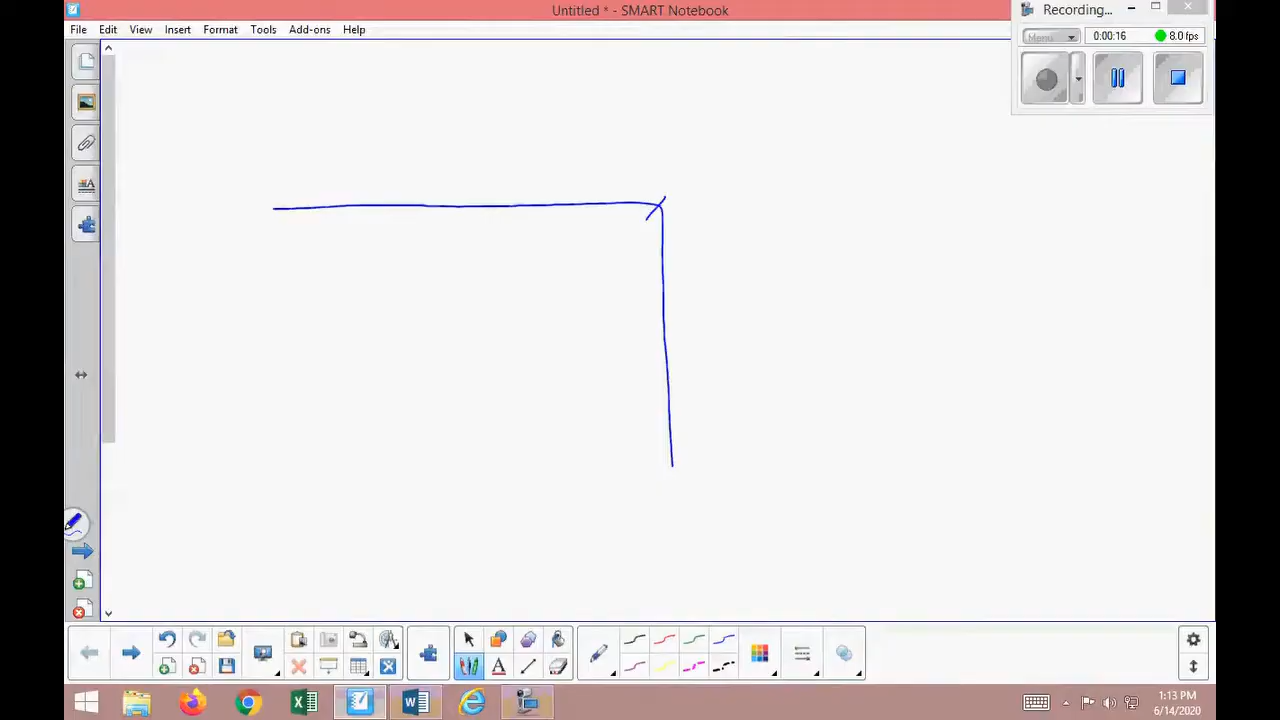 Untitled * - SMART Notebook
Recording...
File Edit View Insert Format Tools Add-ons Help
Menu 0:00:16 8.0 fps
1:13 PM
6/14/2020